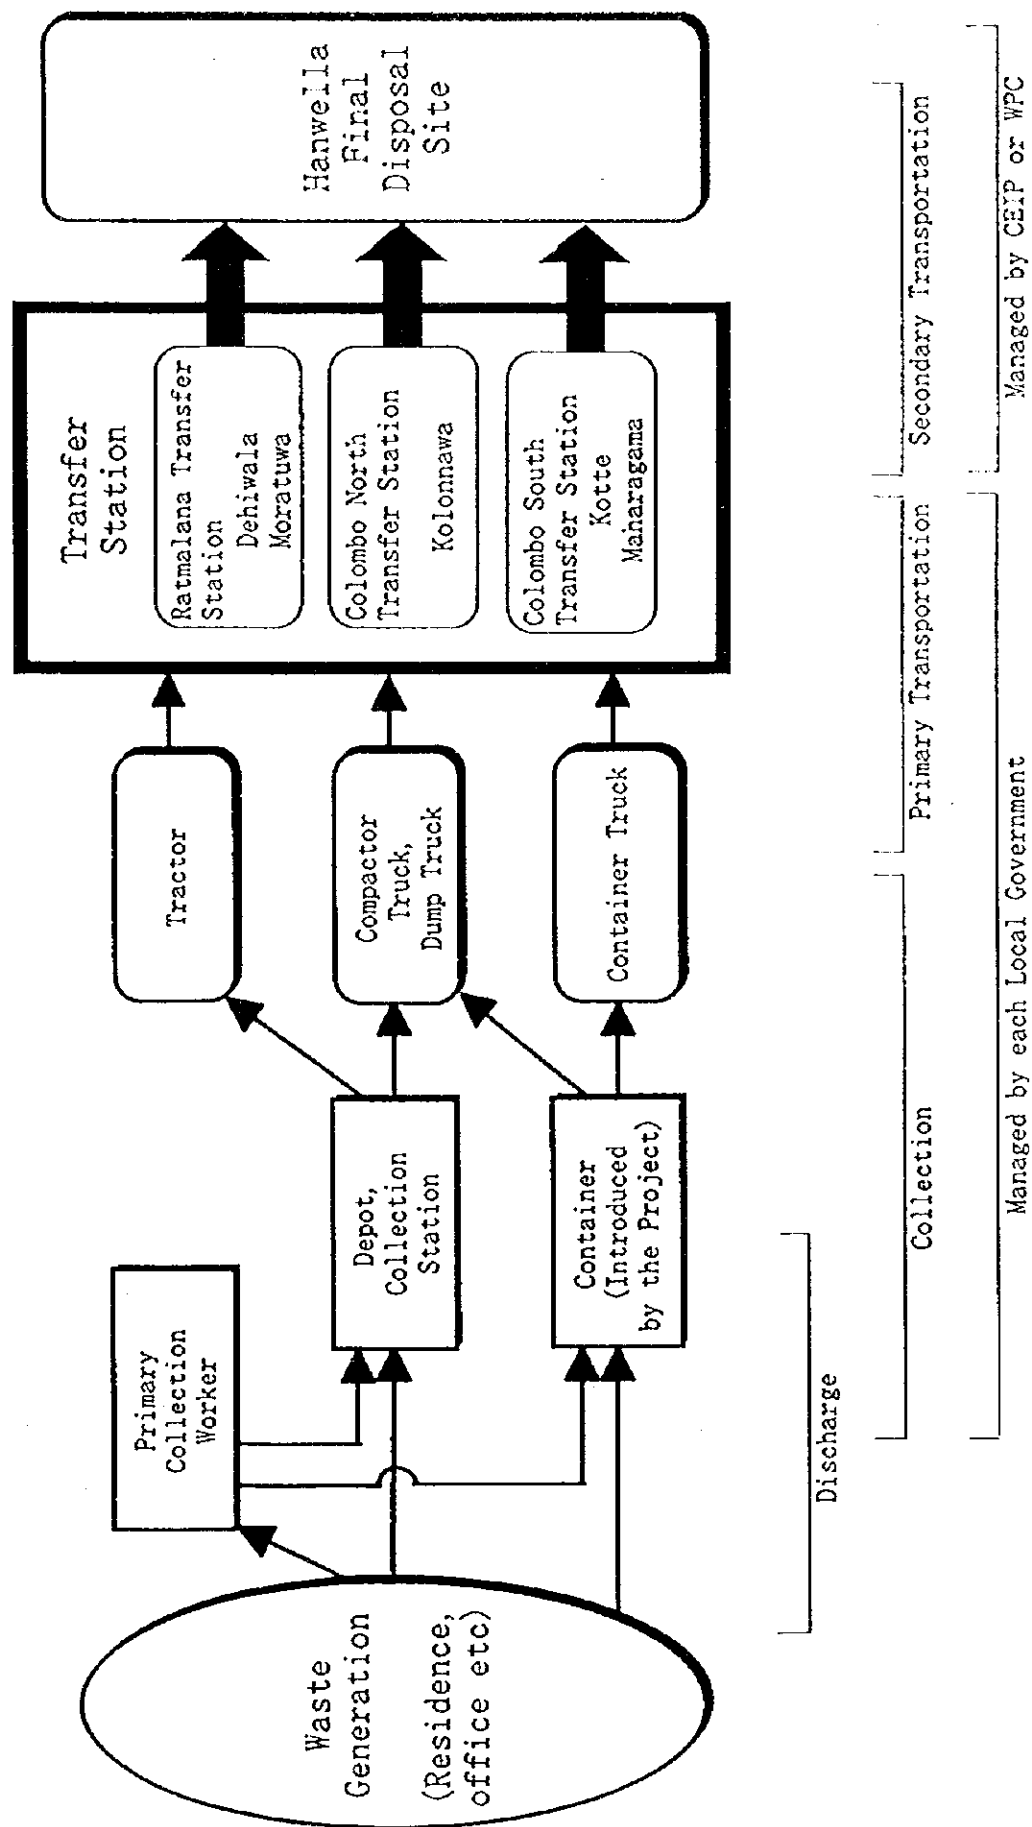 Waste
Generation
(Residence,
office etc)
Primary
Collection
Worker
Depot,
Collection
Station
Container
(Introduced
by the Project)
Tractor
Compactor
Truck,
Dump Truck
Container Truck
Transfer
Station
Ratmalana Transfer
Station
Dehiwala
Moratuwa
Colombo North
Transfer Station
Kolonnawa
Colombo South
Transfer Station
Kotte
Maharagama
Hanwella
Final
Disposal
Site
Discharge
Collection
Primary Transportation
Secondary Transportation
Managed by each Local Government
Managed by CEIP or WPC